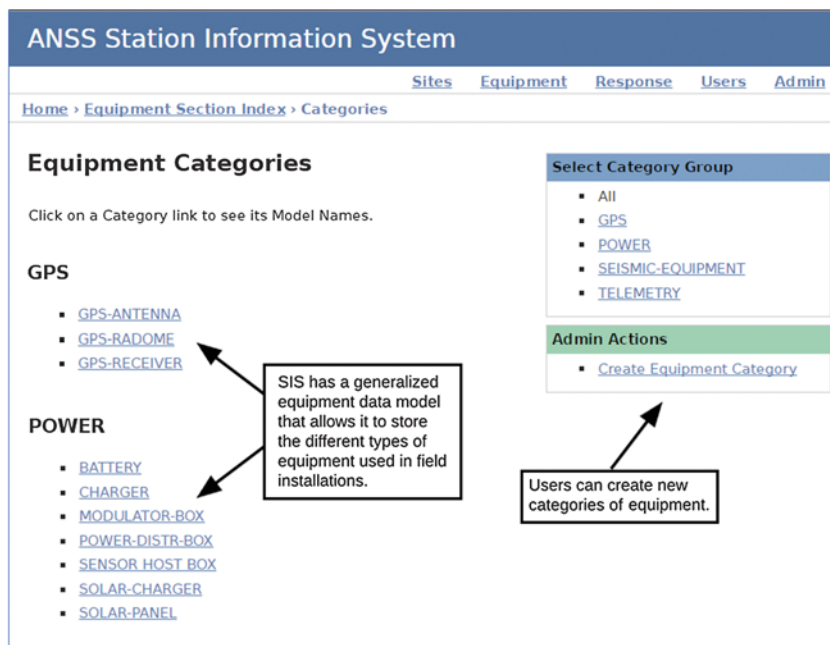 ANSS Station Information System
Sites Equipment Response Users Admin
Home › Equipment Section Index › Categories
Equipment Categories
Click on a Category link to see its Model Names.
GPS
▪ GPS-ANTENNA
▪ GPS-RADOME
▪ GPS-RECEIVER
SIS has a generalized
equipment data model
that allows it to store
the different types of
equipment used in field
installations.
POWER
▪ BATTERY
▪ CHARGER
▪ MODULATOR-BOX
▪ POWER-DISTR-BOX
▪ SENSOR HOST BOX
▪ SOLAR-CHARGER
▪ SOLAR-PANEL
Select Category Group
▪ All
▪ GPS
▪ POWER
▪ SEISMIC-EQUIPMENT
▪ TELEMETRY
Admin Actions
▪ Create Equipment Category
Users can create new
categories of equipment.